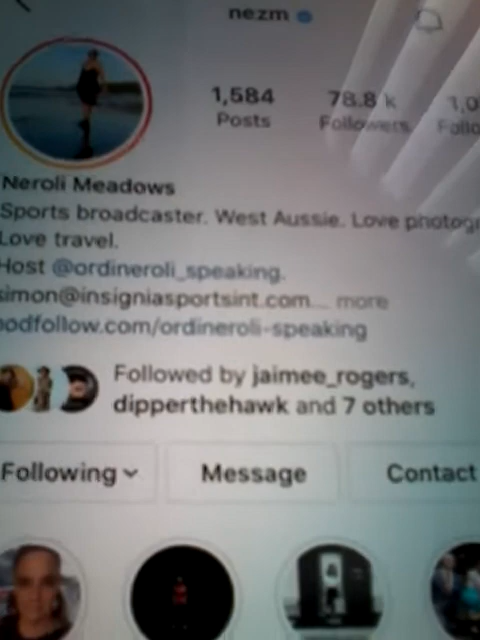 nezm
1,584
78.8 k
1,0
Posts
Followers
Follo
Neroli Meadows
Sports broadcaster. West Aussie. Love photogr
Love travel.
Host @ordineroli_speaking.
simon@insigniasportsint.com... more
podfollow.com/ordineroli-speaking
Followed by jaimee_rogers,
dipperthehawk and 7 others
Following
Message
Contact